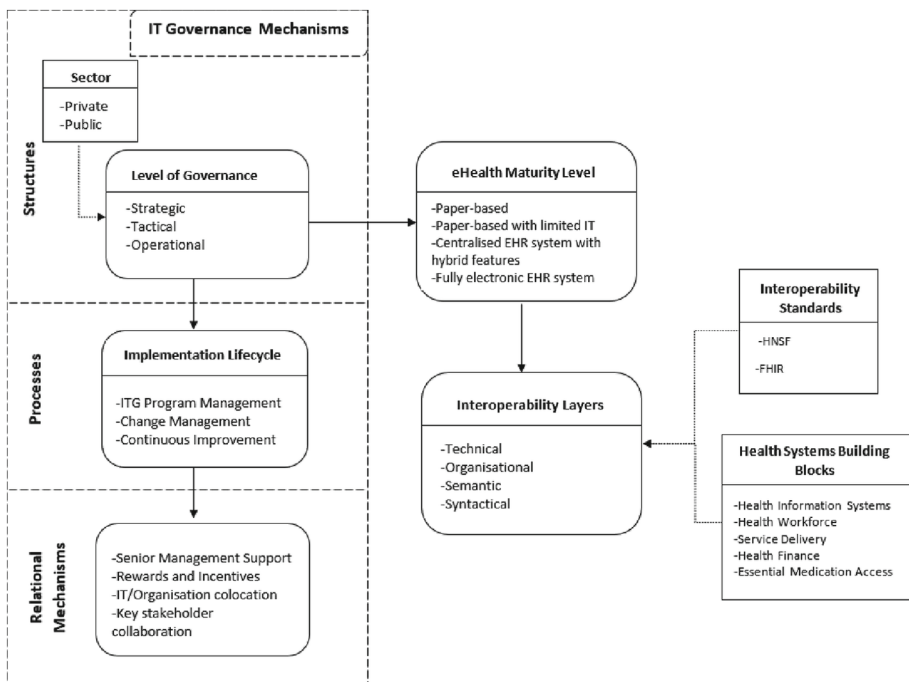 IT Governance Mechanisms
Sector
-Private
-Public
Structures
Level of Governance
-Strategic
-Tactical
-Operational
eHealth Maturity Level
-Paper-based
-Paper-based with limited IT
-Centralised EHR system with
hybrid features
-Fully electronic EHR system
Interoperability
Standards
-HNSF
-FHIR
Processes
Implementation Lifecycle
-ITG Program Management
-Change Management
-Continuous Improvement
Interoperability Layers
-Technical
-Organisational
-Semantic
-Syntactical
Health Systems Building
Blocks
-Health Information Systems
-Health Workforce
-Service Delivery
-Health Finance
-Essential Medication Access
Relational
Mechanisms
-Senior Management Support
-Rewards and Incentives
-IT/Organisation colocation
-Key stakeholder
collaboration